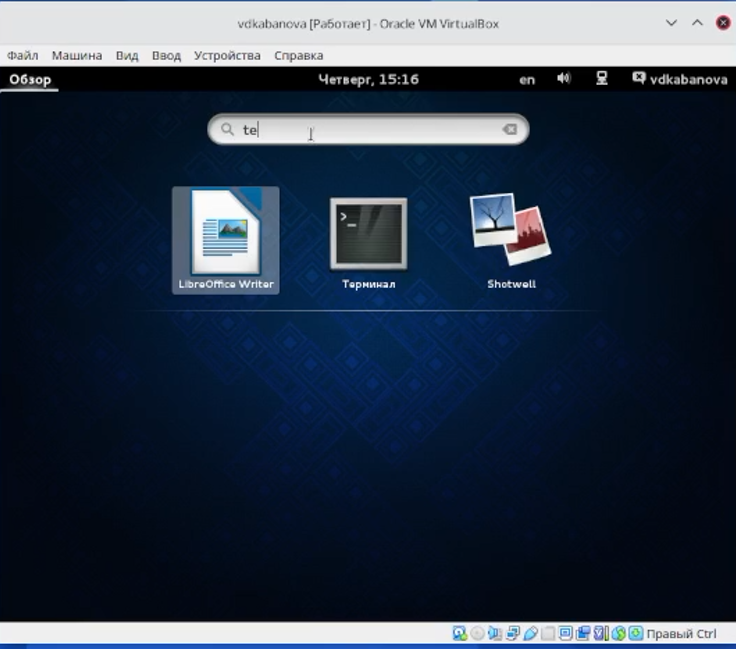 vdkabanova [Работает] - Oracle VM VirtualBox
Файл Машина Вид Ввод Устройства Справка
Обзор Четверг, 15:16 en vdkabanova
te
LibreOffice Writer Терминал Shotwell
Правый Ctrl